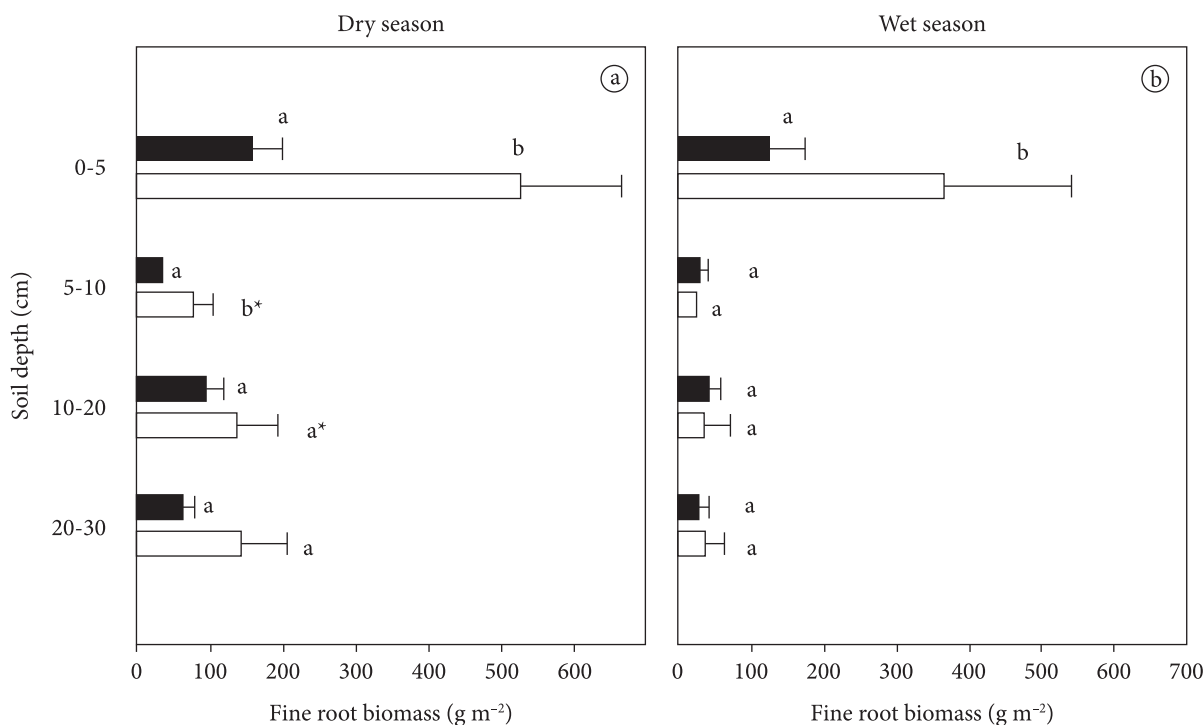 Dry season
Wet season
a
b
Soil depth (cm)
0-5
a
b
a
b
5-10
a
b*
a
a
10-20
a
a*
a
a
20-30
a
a
a
a
0 100 200 300 400 500 600
0 100 200 300 400 500 600 700
Fine root biomass (g m⁻²)
Fine root biomass (g m⁻²)